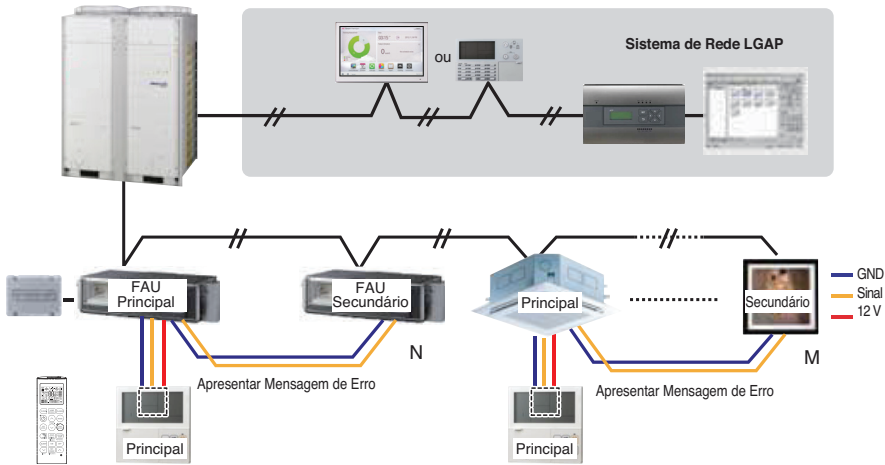 ou
Sistema de Rede LGAP
FAU
Principal
FAU
Secundário
Principal
Secundário
GND
Sinal
12 V
N
M
Apresentar Mensagem de Erro
Apresentar Mensagem de Erro
Principal
Principal